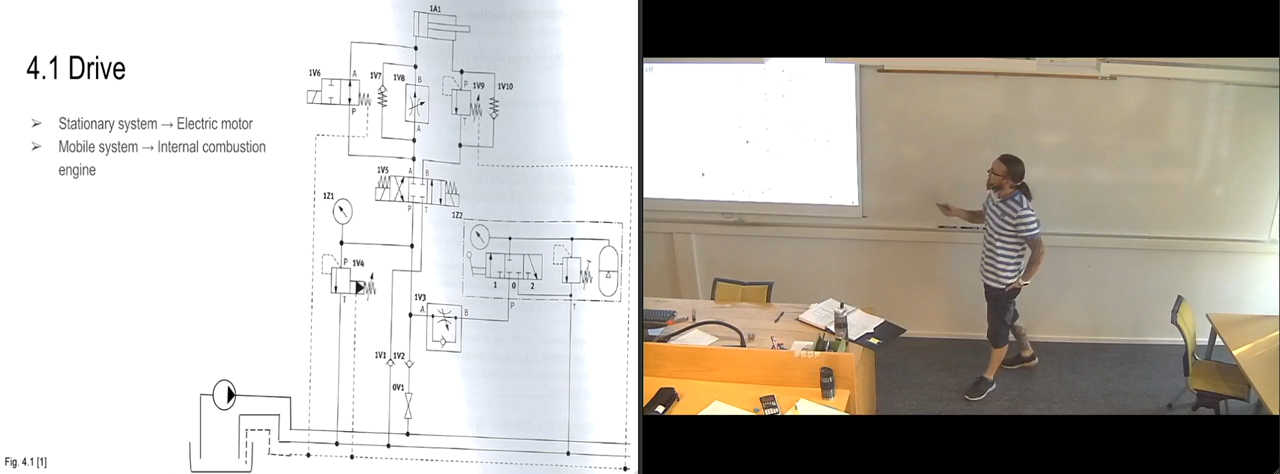 4.1 Drive
➢ Stationary system → Electric motor
➢ Mobile system → Internal combustion
engine
1A1
1V6
A
1V7
1V8
B
P
1V9
1V10
P
A
T
1V5
A
B
P
T
1Z1
1Z2
P
1V4
T
1
0
2
P
T
1V3
A
B
1V1
1V2
0V1
Fig. 4.1 [1]